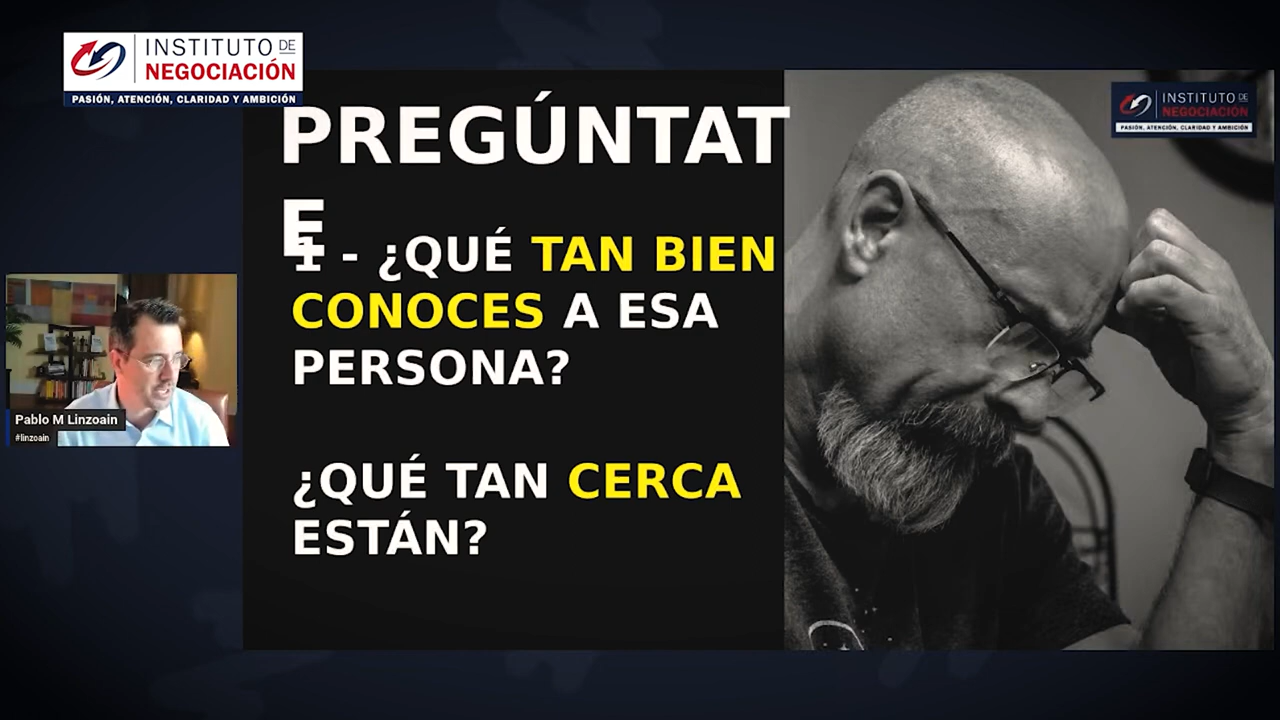 INSTITUTO DE
NEGOCIACIÓN
PASIÓN, ATENCIÓN, CLARIDAD Y AMBICIÓN
PREGÚNTAT
E
1 - ¿QUÉ TAN BIEN
CONOCES A ESA
PERSONA?
¿QUÉ TAN CERCA
ESTÁN?
INSTITUTO DE
NEGOCIACIÓN
PASIÓN, ATENCIÓN, CLARIDAD Y AMBICIÓN
Pablo M Linzoain
#linzoain